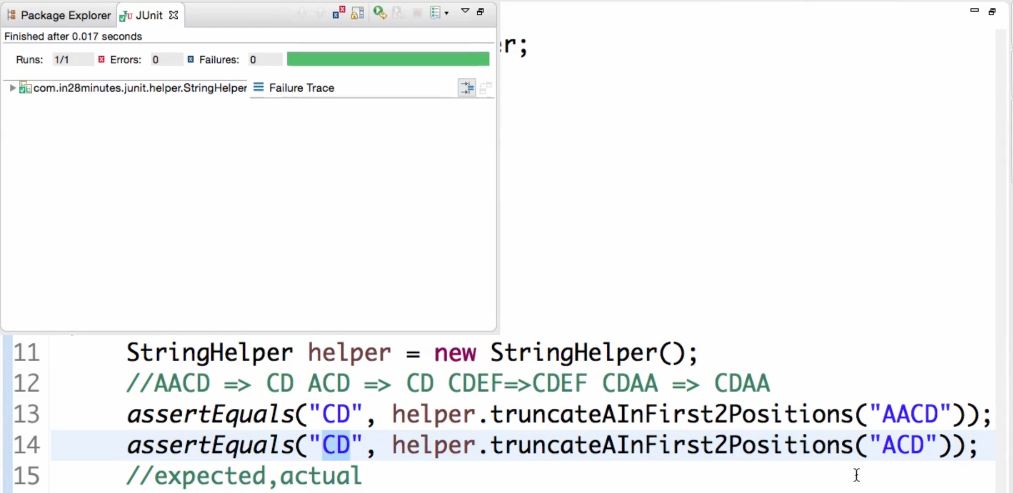 Package Explorer JUnit
Finished after 0.017 seconds
Runs: 1/1 Errors: 0 Failures: 0
com.in28minutes.junit.helper.StringHelper Failure Trace
r;
11 StringHelper helper = new StringHelper();
12 //AACD => CD ACD => CD CDEF=>CDEF CDAA => CDAA
13 assertEquals("CD", helper.truncateAInFirst2Positions("AACD"));
14 assertEquals("CD", helper.truncateAInFirst2Positions("ACD"));
15 //expected,actual